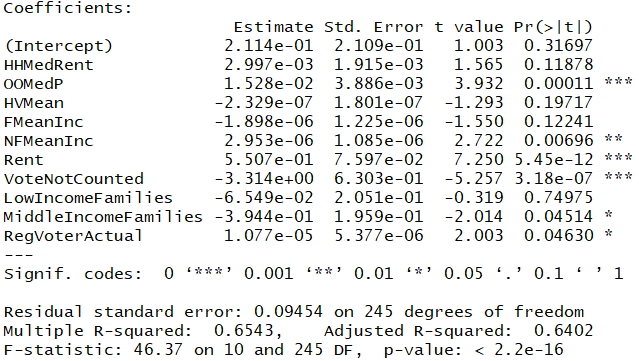 Coefficients:
                       Estimate Std. Error t value Pr(>|t|)
(Intercept)           2.114e-01  2.109e-01   1.003  0.31697
HHMedRent             2.997e-03  1.915e-03   1.565  0.11878
OOMedP                1.528e-02  3.886e-03   3.932  0.00011 ***
HVMean               -2.329e-07  1.801e-07  -1.293  0.19717
FMeanInc             -1.898e-06  1.225e-06  -1.550  0.12241
NFMeanInc             2.953e-06  1.085e-06   2.722  0.00696 **
Rent                  5.507e-01  7.597e-02   7.250 5.45e-12 ***
VoteNotCounted       -3.314e+00  6.303e-01  -5.257 3.18e-07 ***
LowIncomeFamilies    -6.549e-02  2.051e-01  -0.319  0.74975
MiddleIncomeFamilies -3.944e-01  1.959e-01  -2.014  0.04514 *
RegVoterActual        1.077e-05  5.377e-06   2.003  0.04630 *
---
Signif. codes:  0 ‘***’ 0.001 ‘**’ 0.01 ‘*’ 0.05 ‘.’ 0.1 ‘ ’ 1
Residual standard error: 0.09454 on 245 degrees of freedom
Multiple R-squared:  0.6543,    Adjusted R-squared:  0.6402
F-statistic: 46.37 on 10 and 245 DF,  p-value: < 2.2e-16